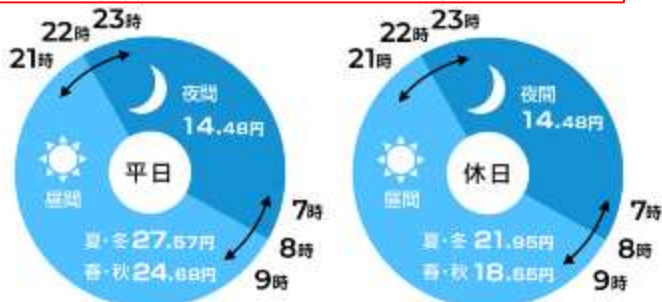 23時
22時
21時
夜間
14.48円
平日
昼間
7時
夏・冬 27.57円
8時
春・秋 24.68円
9時
23時
22時
21時
夜間
14.48円
休日
昼間
7時
夏・冬 21.95円
8時
春・秋 18.55円
9時